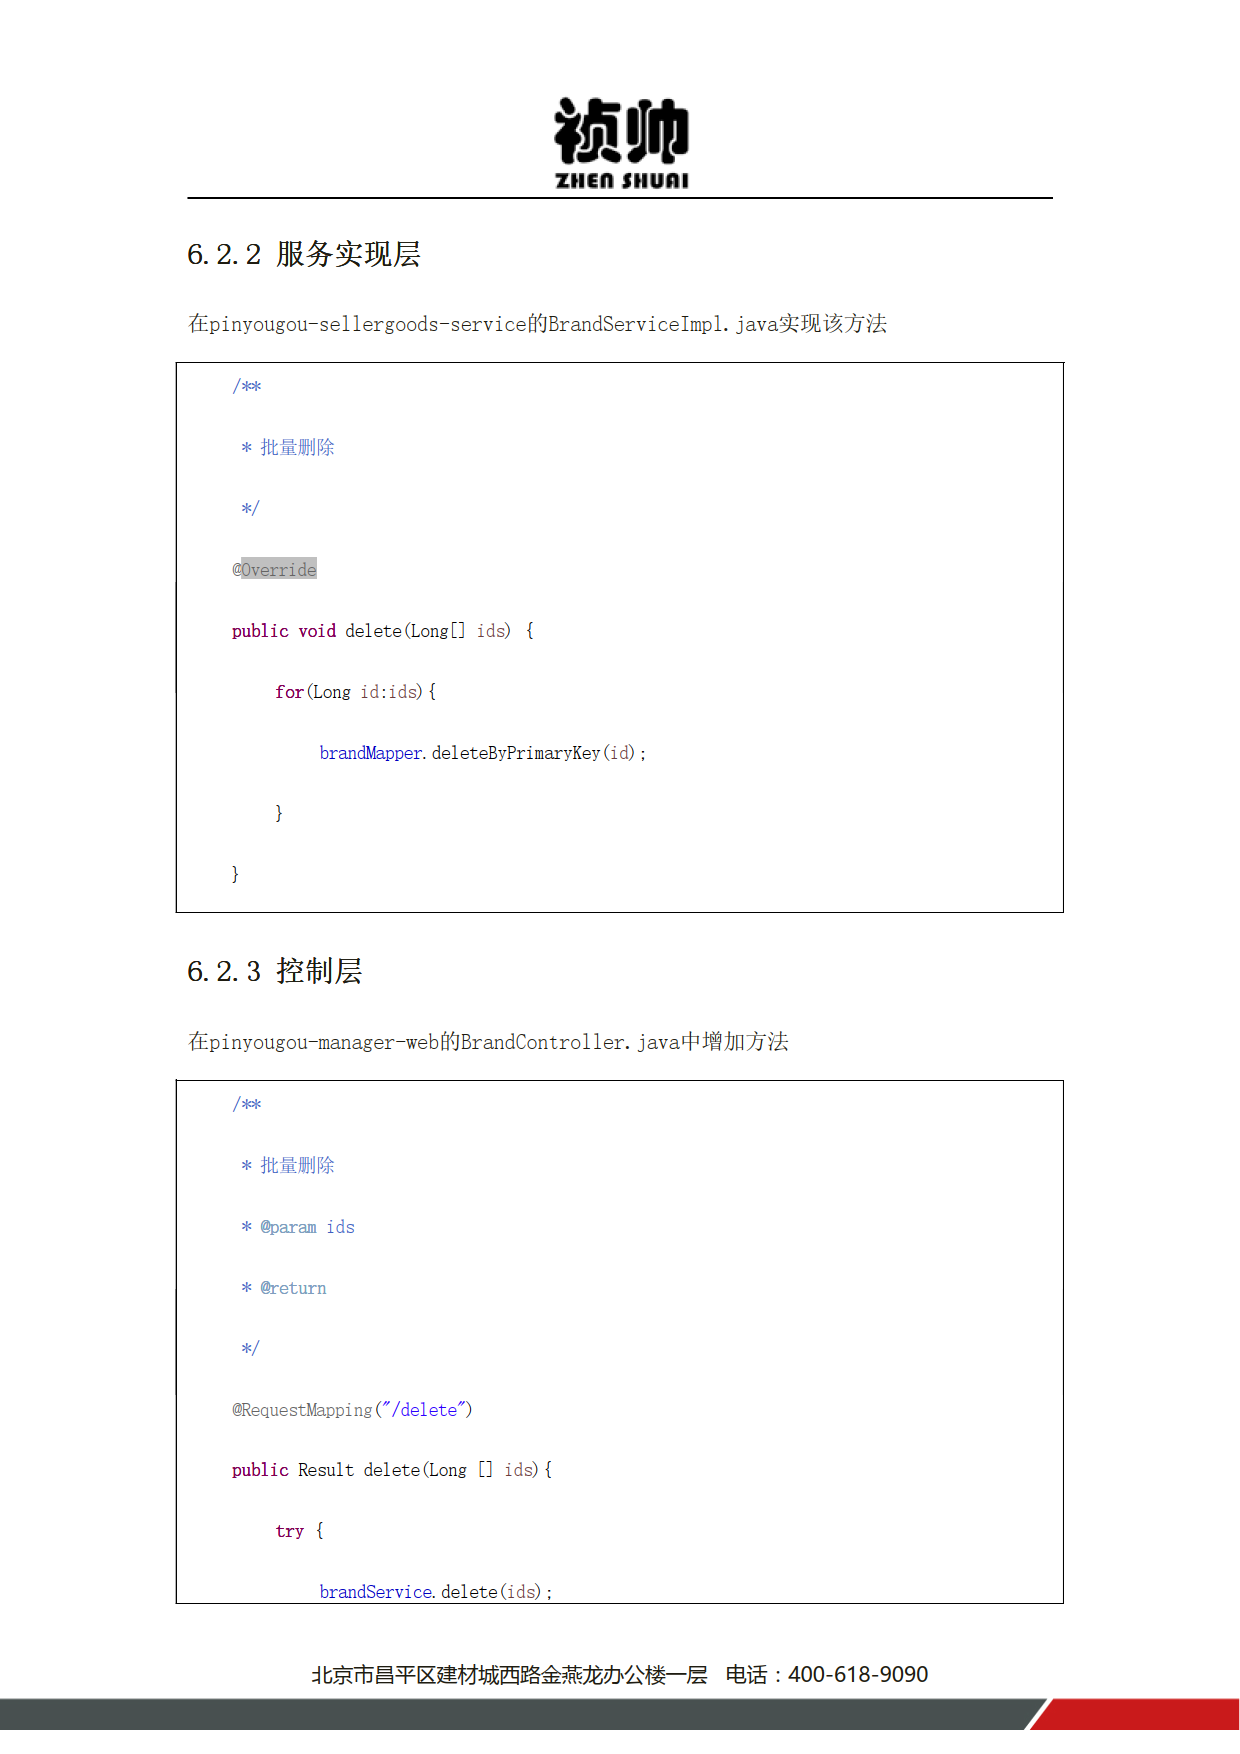 祯帅
ZHEN SHUAI
6.2.2 服务实现层
在pinyougou-sellergoods-service的BrandServiceImpl.java实现该方法
/**
* 批量删除
*/
@Override
public void delete(Long[] ids) {
for(Long id:ids){
brandMapper.deleteByPrimaryKey(id);
}
}
6.2.3 控制层
在pinyougou-manager-web的BrandController.java中增加方法
/**
* 批量删除
* @param ids
* @return
*/
@RequestMapping("/delete")
public Result delete(Long [] ids){
try {
brandService.delete(ids);
北京市昌平区建材城西路金燕龙办公楼一层 电话：400-618-9090